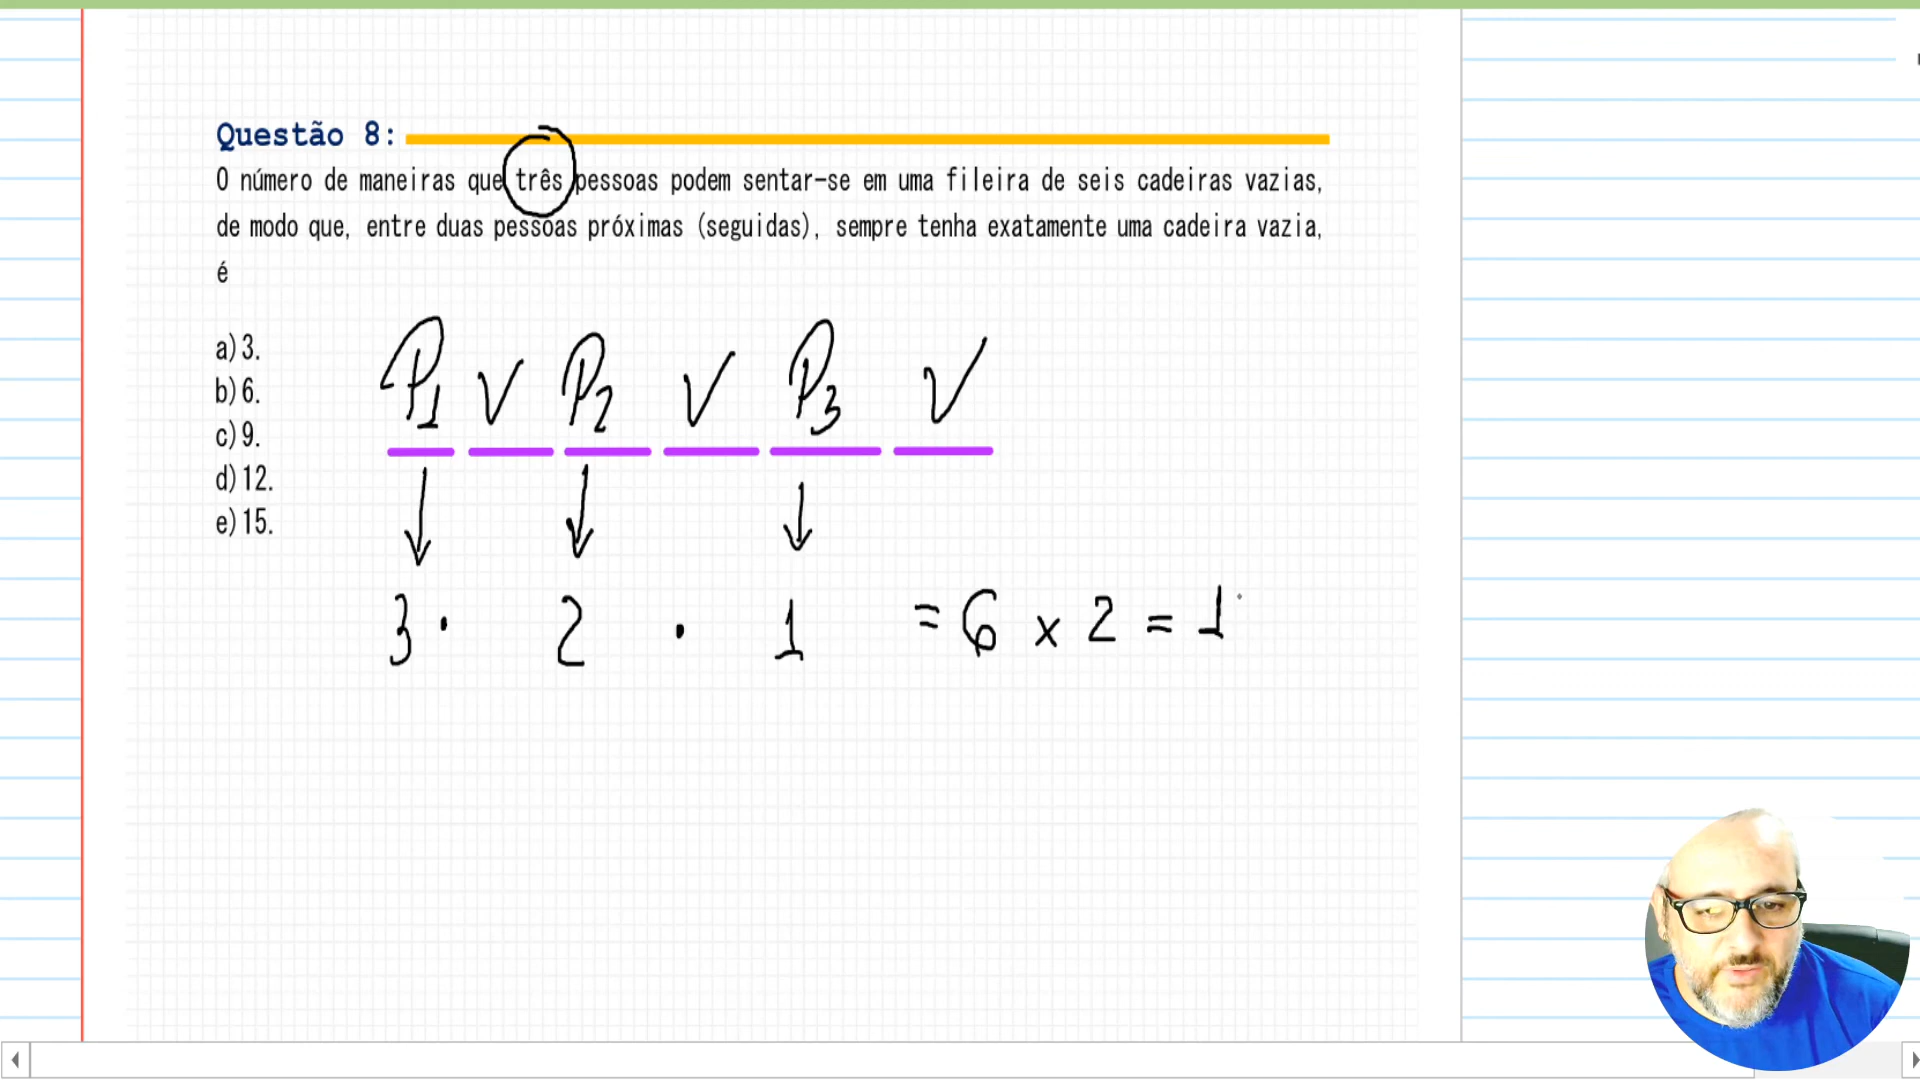 Questão 8:
O número de maneiras que três pessoas podem sentar-se em uma fileira de seis cadeiras vazias,
de modo que, entre duas pessoas próximas (seguidas), sempre tenha exatamente uma cadeira vazia,
é
a)3.
b)6.
c)9.
d)12.
e)15.
P1 V P2 V P3 V
3 · 2 · 1 = 6 x 2 = 1